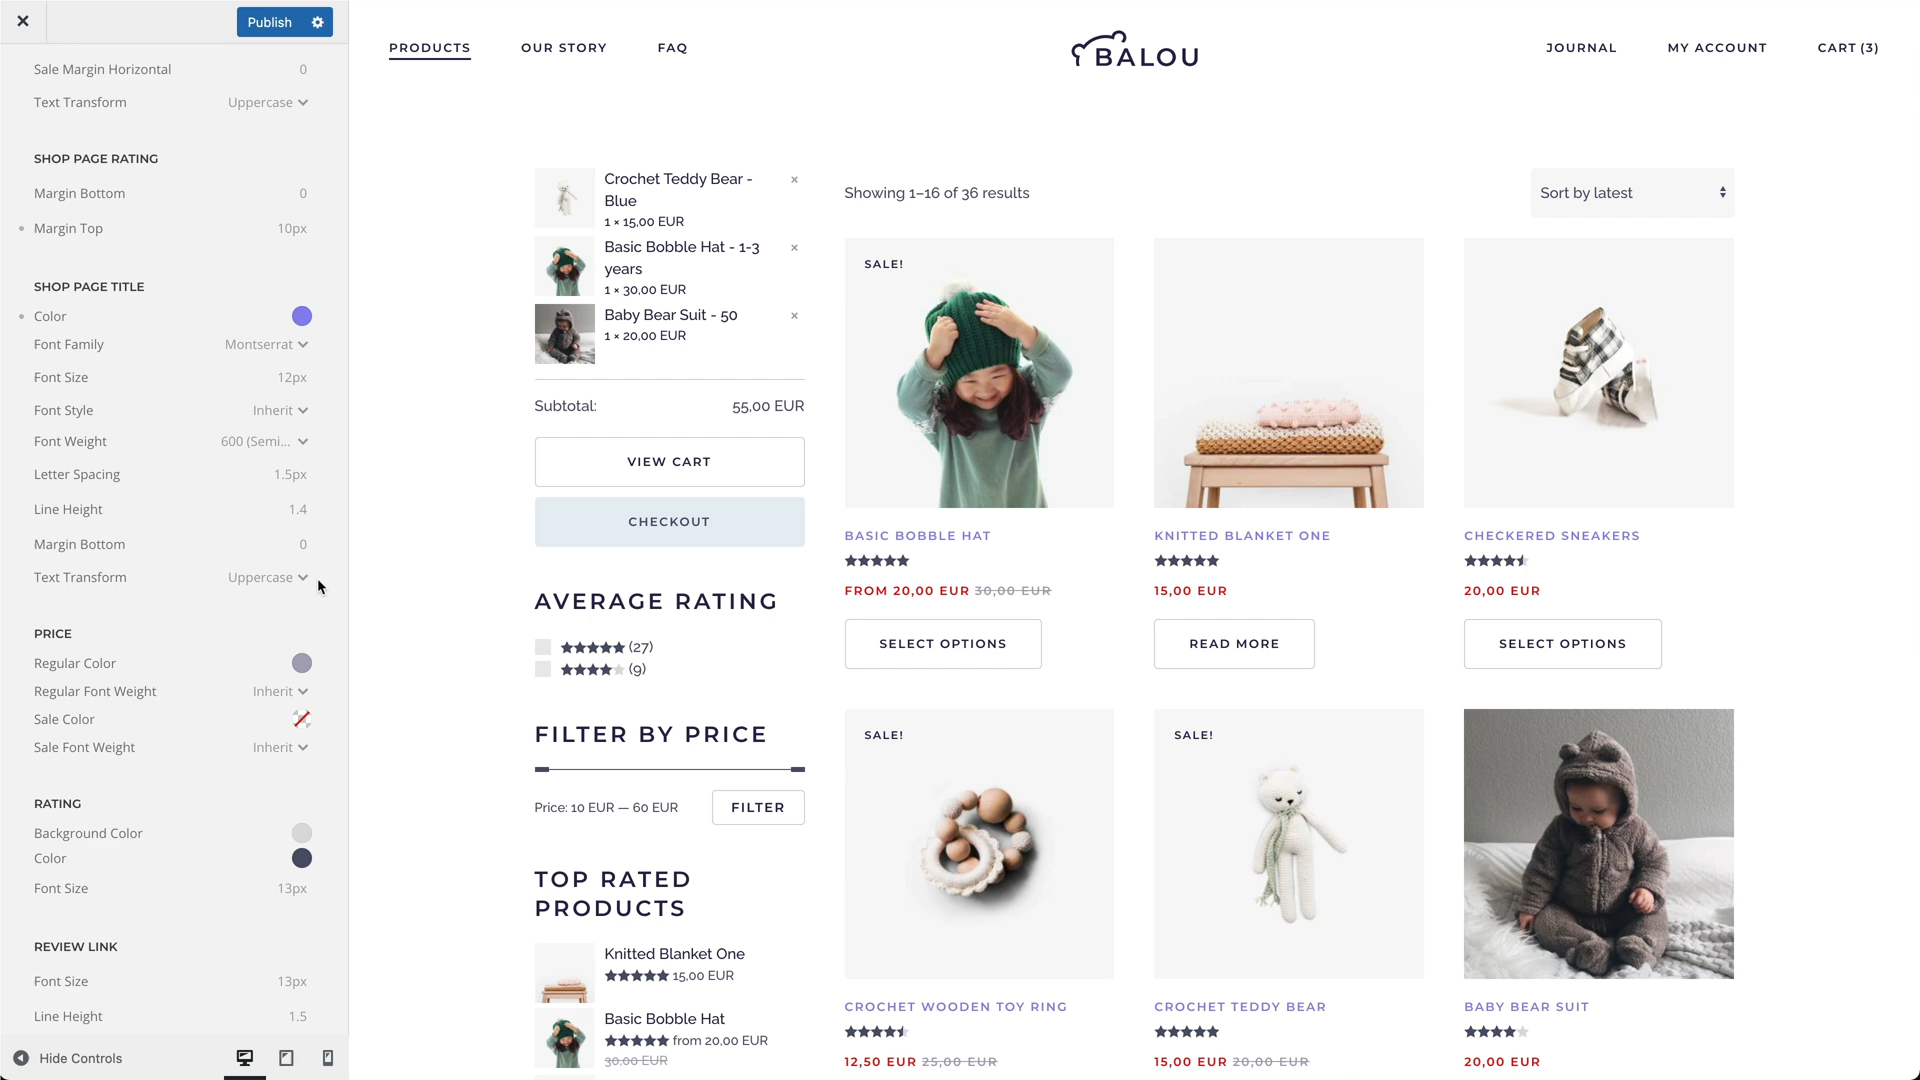 Publish
Sale Margin Horizontal 0
Text Transform Uppercase
SHOP PAGE RATING
Margin Bottom 0
Margin Top 10px
SHOP PAGE TITLE
Color
Font Family Montserrat
Font Size 12px
Font Style Inherit
Font Weight 600 (Semi...
Letter Spacing 1.5px
Line Height 1.4
Margin Bottom 0
Text Transform Uppercase
PRICE
Regular Color
Regular Font Weight Inherit
Sale Color
Sale Font Weight Inherit
RATING
Background Color
Color
Font Size 13px
REVIEW LINK
Font Size 13px
Line Height 1.5
Hide Controls
PRODUCTS OUR STORY FAQ
BALOU
JOURNAL MY ACCOUNT CART (3)
Crochet Teddy Bear - ×
Blue
1 × 15,00 EUR
Basic Bobble Hat - 1-3 ×
years
1 × 30,00 EUR
Baby Bear Suit - 50 ×
1 × 20,00 EUR
Subtotal: 55,00 EUR
VIEW CART
CHECKOUT
AVERAGE RATING
★★★★★ (27)
★★★★★ (9)
FILTER BY PRICE
Price: 10 EUR — 60 EUR FILTER
TOP RATED
PRODUCTS
Knitted Blanket One
★★★★★ 15,00 EUR
Basic Bobble Hat
★★★★★ from 20,00 EUR
30,00 EUR
Showing 1–16 of 36 results Sort by latest
SALE!
BASIC BOBBLE HAT
FROM 20,00 EUR 30,00 EUR
SELECT OPTIONS
KNITTED BLANKET ONE
15,00 EUR
READ MORE
CHECKERED SNEAKERS
20,00 EUR
SELECT OPTIONS
SALE!
CROCHET WOODEN TOY RING
12,50 EUR 25,00 EUR
SALE!
CROCHET TEDDY BEAR
15,00 EUR 20,00 EUR
BABY BEAR SUIT
20,00 EUR